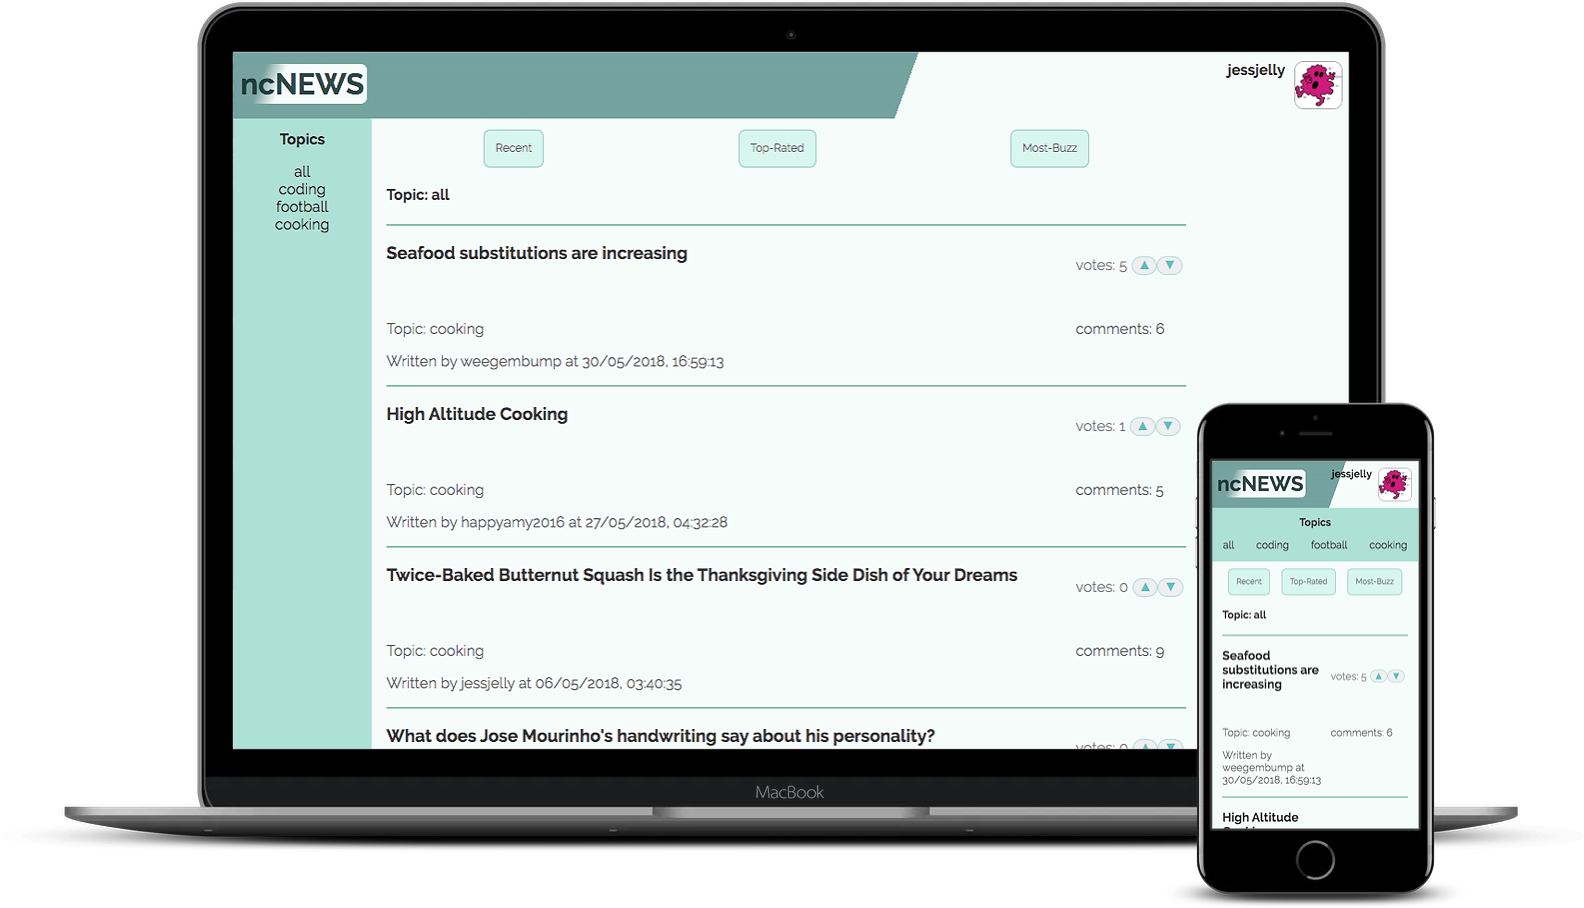 ncNEWS
jessjelly
Topics
all
coding
football
cooking
Recent
Top-Rated
Most-Buzz
Topic: all
Seafood substitutions are increasing
votes: 5 ▲ ▼
Topic: cooking
comments: 6
Written by weegembump at 30/05/2018, 16:59:13
High Altitude Cooking
votes: 1 ▲ ▼
Topic: cooking
comments: 5
Written by happyamy2016 at 27/05/2018, 04:32:28
Twice-Baked Butternut Squash Is the Thanksgiving Side Dish of Your Dreams
votes: 0 ▲ ▼
Topic: cooking
comments: 9
Written by jessjelly at 06/05/2018, 03:40:35
What does Jose Mourinho's handwriting say about his personality?
votes: 0 ▲ ▼
MacBook
ncNEWS
jessjelly
Topics
all coding football cooking
Recent
Top-Rated
Most-Buzz
Topic: all
Seafood
substitutions are
increasing
votes: 5 ▲ ▼
Topic: cooking
comments: 6
Written by
weegembump at
30/05/2018, 16:59:13
High Altitude